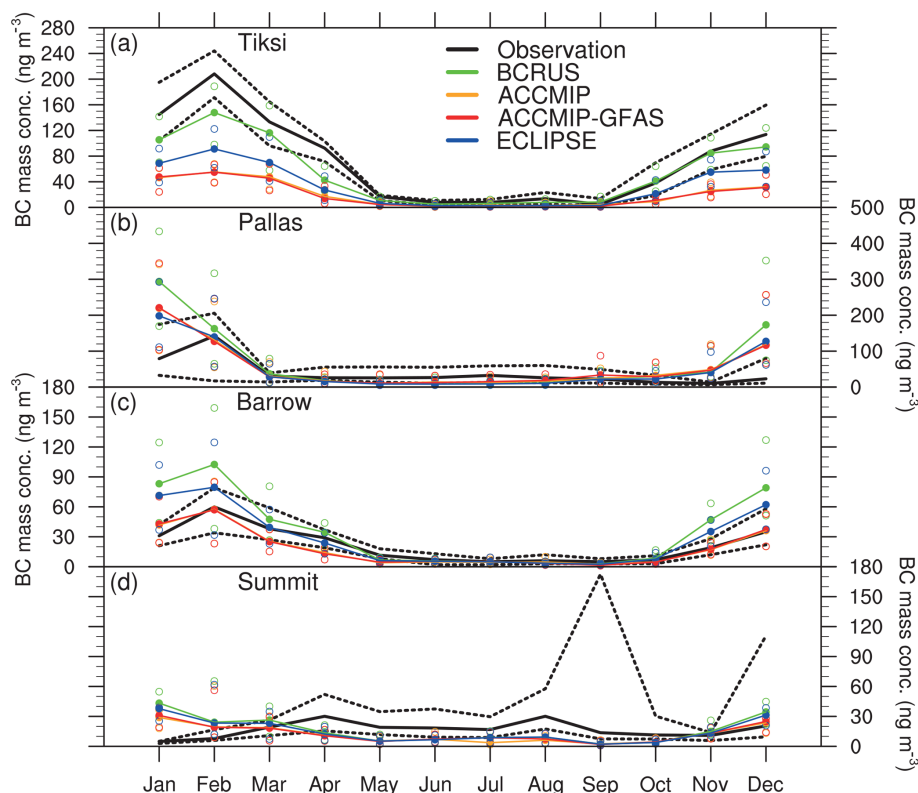 (a) Tiksi
Observation
BCRUS
ACCMIP
ACCMIP-GFAS
ECLIPSE
BC mass conc. (ng m-3)
280
240
200
160
120
80
40
0
(b) Pallas
500
400
300
200
100
0
BC mass conc. (ng m-3)
(c) Barrow
BC mass conc. (ng m-3)
180
150
120
90
60
30
0
(d) Summit
180
150
120
90
60
30
0
BC mass conc. (ng m-3)
Jan Feb Mar Apr May Jun Jul Aug Sep Oct Nov Dec